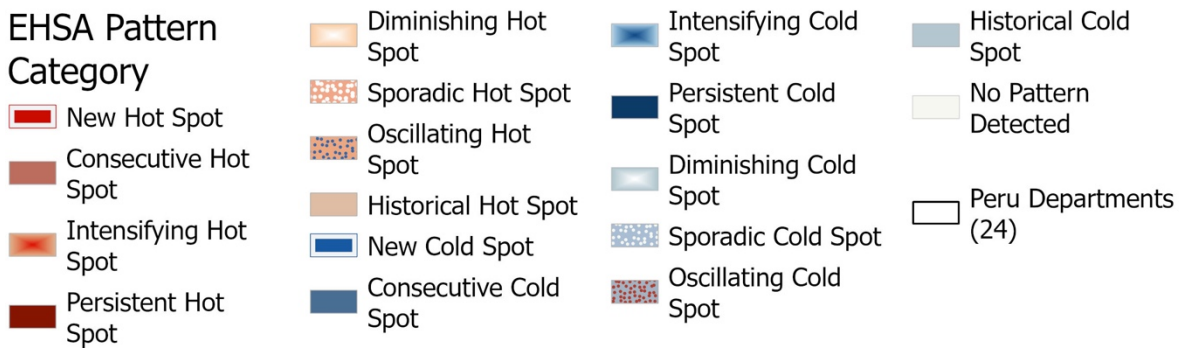 EHSA Pattern
Category
New Hot Spot
Consecutive Hot
Spot
Intensifying Hot
Spot
Persistent Hot
Spot
Diminishing Hot
Spot
Sporadic Hot Spot
Oscillating Hot
Spot
Historical Hot Spot
New Cold Spot
Consecutive Cold
Spot
Intensifying Cold
Spot
Persistent Cold
Spot
Diminishing Cold
Spot
Sporadic Cold Spot
Oscillating Cold
Spot
Historical Cold
Spot
No Pattern
Detected
Peru Departments
(24)